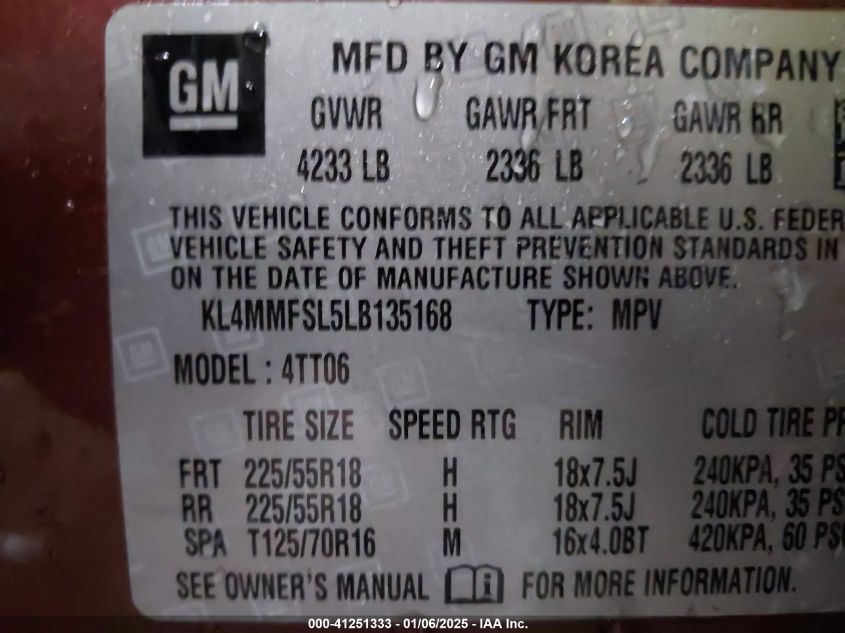 GM
MFD BY GM KOREA COMPANY
GVWR GAWR FRT GAWR RR
4233 LB 2336 LB 2336 LB
THIS VEHICLE CONFORMS TO ALL APPLICABLE U.S. FEDER
VEHICLE SAFETY AND THEFT PREVENTION STANDARDS IN
ON THE DATE OF MANUFACTURE SHOWN ABOVE.
KL4MMFSL5LB135168 TYPE: MPV
MODEL : 4TT06
TIRE SIZE SPEED RTG RIM COLD TIRE PR
FRT 225/55R18 H 18x7.5J 240KPA, 35 PS
RR 225/55R18 H 18x7.5J 240KPA, 35 PS
SPA T125/70R16 M 16x4.0BT 420KPA, 60 PS
SEE OWNER'S MANUAL i FOR MORE INFORMATION.
000-41251333 - 01/06/2025 - IAA Inc.